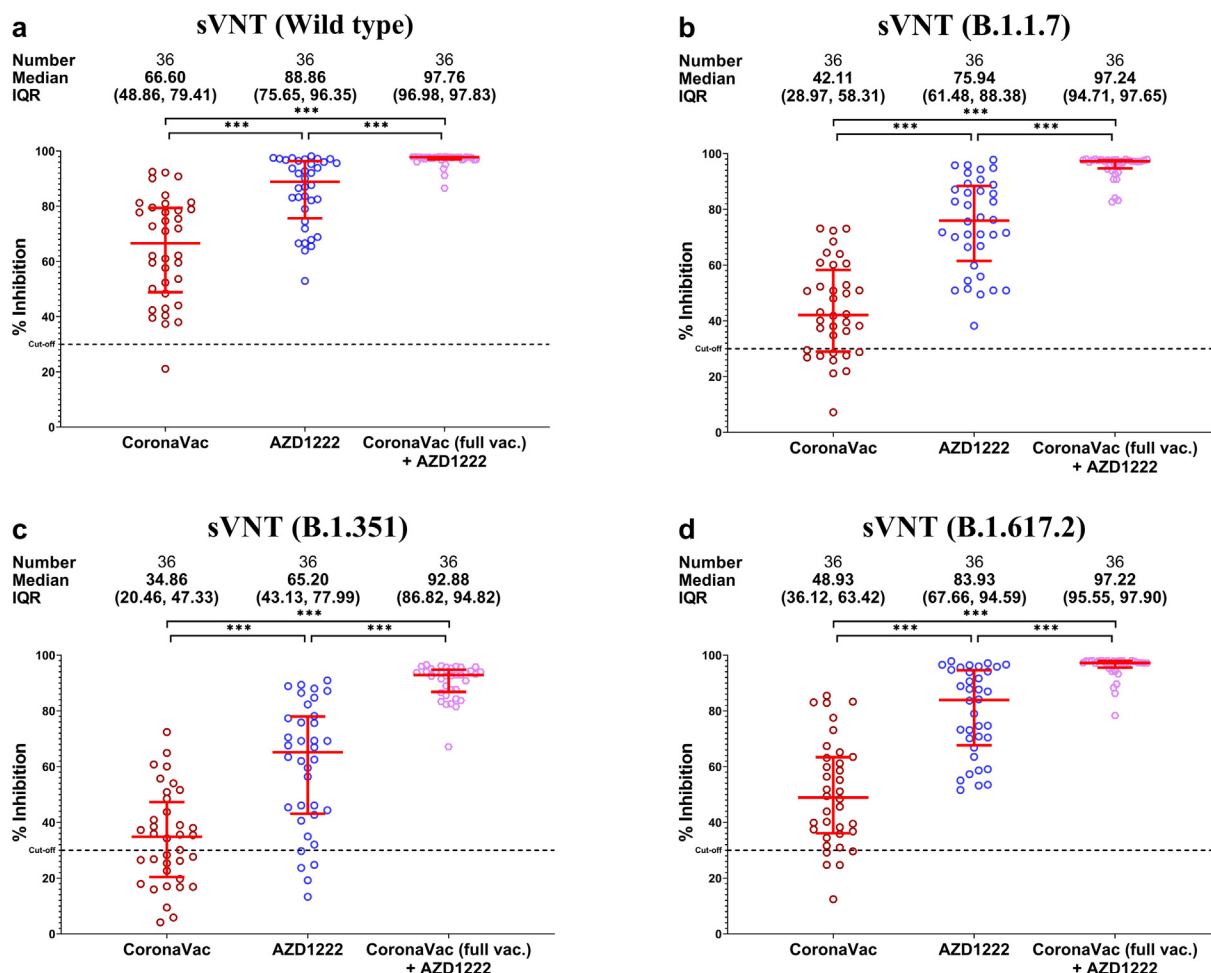 a
sVNT (Wild type)
Number 36 36 36
Median 66.60 88.86 97.76
IQR (48.86, 79.41) (75.65, 96.35) (96.98, 97.83)
***
*** ***
100
80
60
40
Cut-off
20
0
% Inhibition
CoronaVac AZD1222 CoronaVac (full vac.)
+ AZD1222
b
sVNT (B.1.1.7)
Number 36 36 36
Median 42.11 75.94 97.24
IQR (28.97, 58.31) (61.48, 88.38) (94.71, 97.65)
***
*** ***
100
80
60
40
Cut-off
20
0
% Inhibition
CoronaVac AZD1222 CoronaVac (full vac.)
+ AZD1222
c
sVNT (B.1.351)
Number 36 36 36
Median 34.86 65.20 92.88
IQR (20.46, 47.33) (43.13, 77.99) (86.82, 94.82)
***
*** ***
100
80
60
40
Cut-off
20
0
% Inhibition
CoronaVac AZD1222 CoronaVac (full vac.)
+ AZD1222
d
sVNT (B.1.617.2)
Number 36 36 36
Median 48.93 83.93 97.22
IQR (36.12, 63.42) (67.66, 94.59) (95.55, 97.90)
***
*** ***
100
80
60
40
Cut-off
20
0
% Inhibition
CoronaVac AZD1222 CoronaVac (full vac.)
+ AZD1222